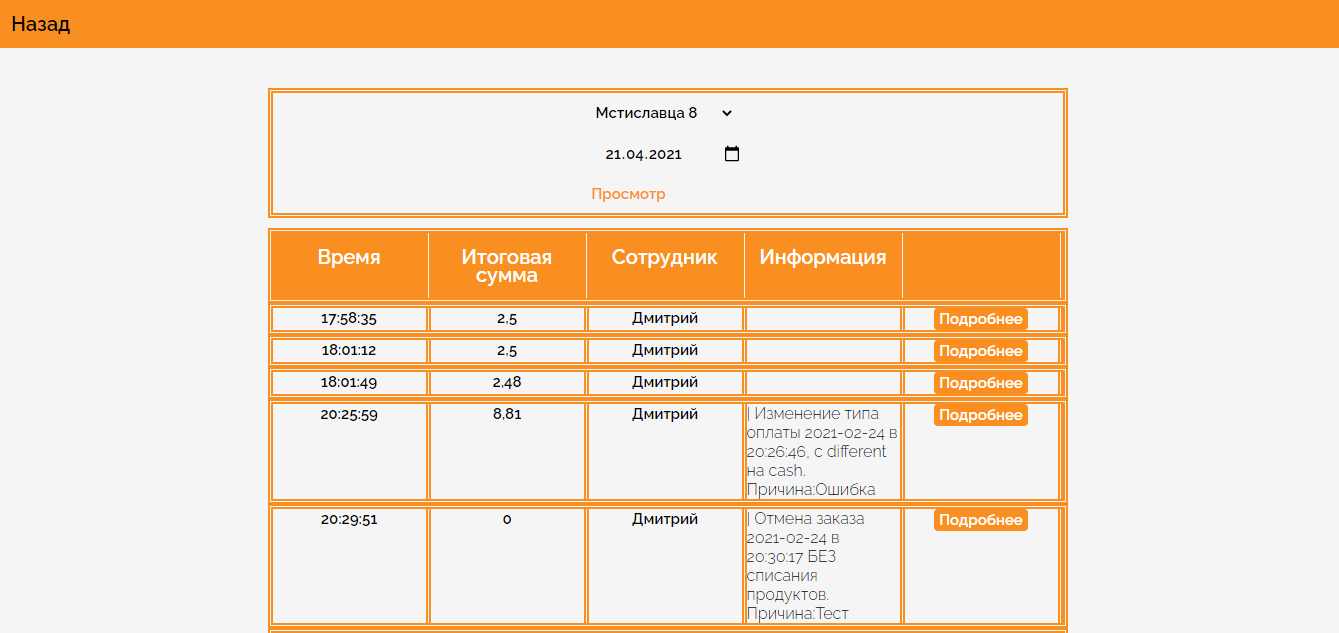 Назад
Мстиславца 8
21.04.2021
Просмотр
Время Итоговая сумма Сотрудник Информация
17:58:35 2,5 Дмитрий Подробнее
18:01:12 2,5 Дмитрий Подробнее
18:01:49 2,48 Дмитрий Подробнее
20:25:59 8,81 Дмитрий | Изменение типа Подробнее
оплаты 2021-02-24 в
20:26:46, с different
на cash.
Причина:Ошибка
20:29:51 0 Дмитрий | Отмена заказа Подробнее
2021-02-24 в
20:30:17 БЕЗ
списания
продуктов.
Причина:Тест